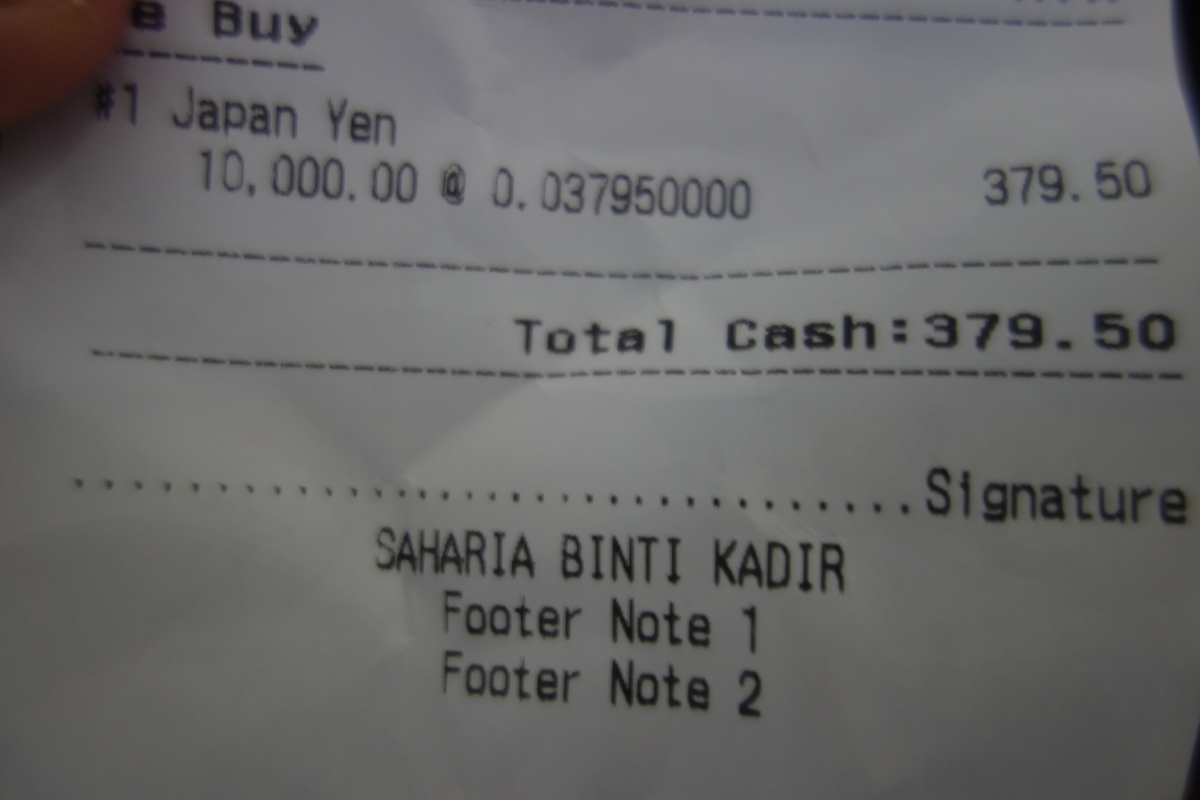 Buy
#1 Japan Yen
10,000.00 @ 0.037950000 379.50
Total Cash:379.50
Signature
SAHARIA BINTI KADIR
Footer Note 1
Footer Note 2